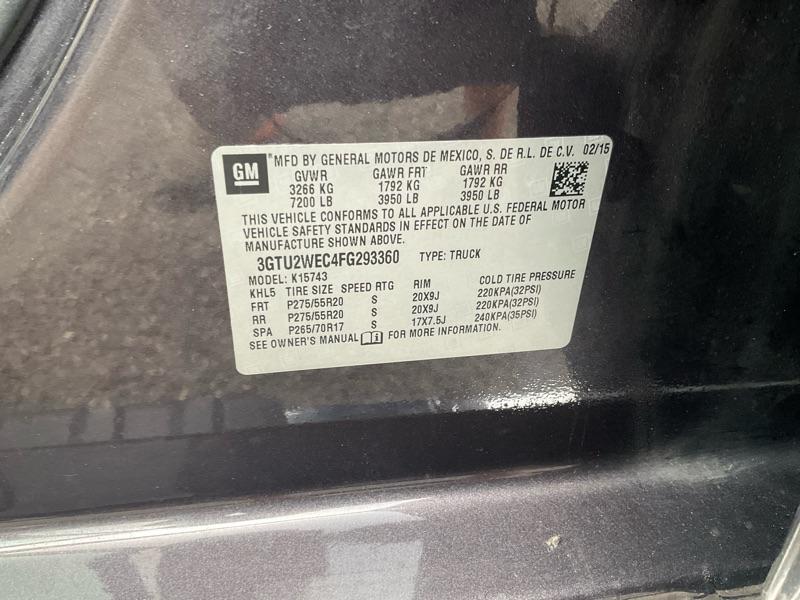 GM ® MFD BY GENERAL MOTORS DE MEXICO, S. DE R.L. DE C.V. 02/15
GVWR GAWR FRT GAWR RR
3266 KG 1792 KG 1792 KG
7200 LB 3950 LB 3950 LB
THIS VEHICLE CONFORMS TO ALL APPLICABLE U.S. FEDERAL MOTOR
VEHICLE SAFETY STANDARDS IN EFFECT ON THE DATE OF
MANUFACTURE SHOWN ABOVE.
3GTU2WEC4FG293360 TYPE: TRUCK
MODEL: K15743
KHL5 TIRE SIZE SPEED RTG RIM COLD TIRE PRESSURE
FRT P275/55R20 S 20X9J 220KPA(32PSI)
RR P275/55R20 S 20X9J 220KPA(32PSI)
SPA P265/70R17 S 17X7.5J 240KPA(35PSI)
SEE OWNER'S MANUAL FOR MORE INFORMATION.